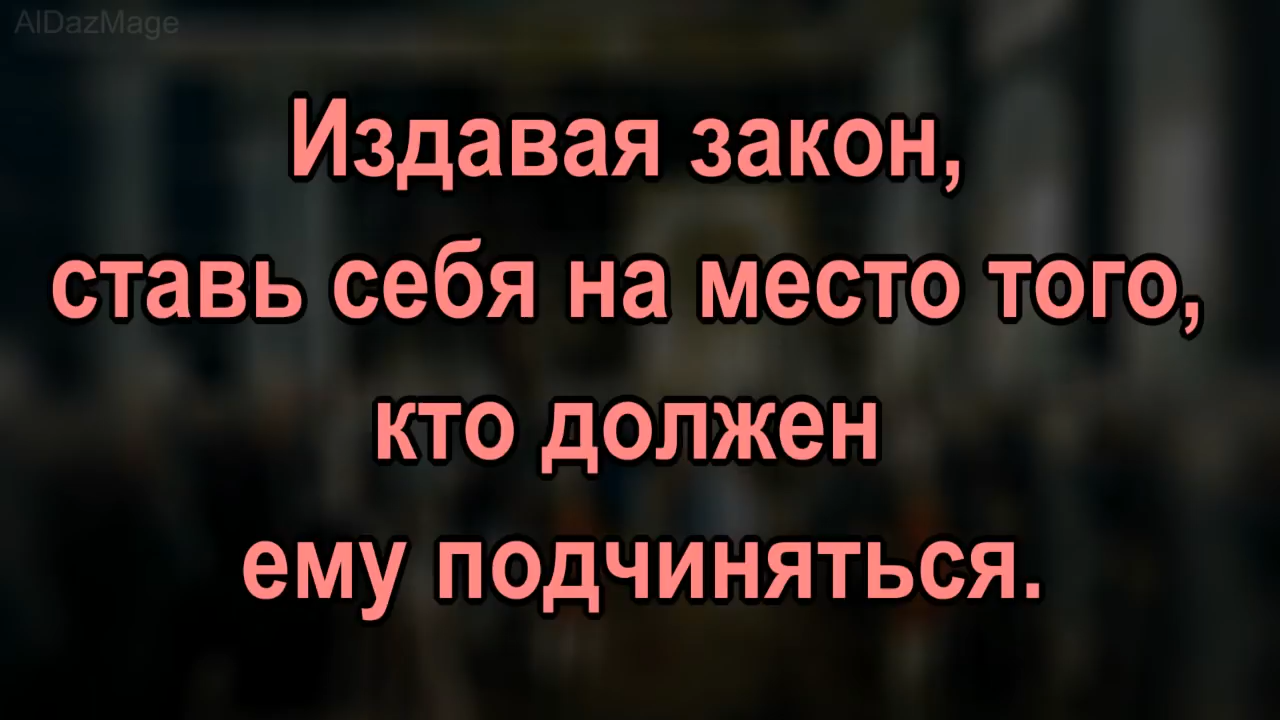 AlDazMage
Издавая закон,
ставь себя на место того,
кто должен
ему подчиняться.